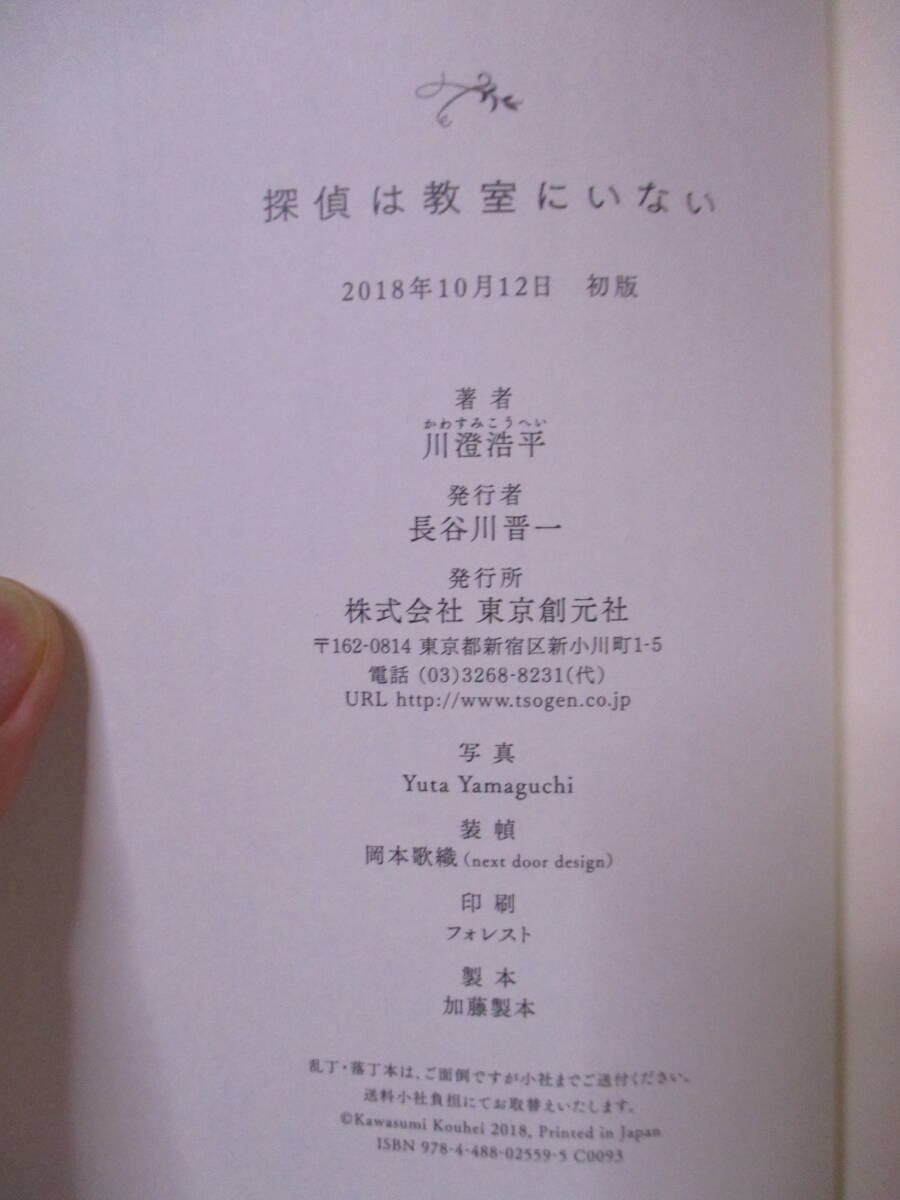 探偵は教室にいない
2018年10月12日　初版
著者
かわすみこうへい
川澄浩平
発行者
長谷川晋一
発行所
株式会社 東京創元社
〒162-0814 東京都新宿区新小川町1-5
電話 (03)3268-8231(代)
URL http://www.tsogen.co.jp
写真
Yuta Yamaguchi
装幀
岡本歌織(next door design)
印刷
フォレスト
製本
加藤製本
乱丁・落丁本は、ご面倒ですが小社までご送付ください。
送料小社負担にてお取替えいたします。
©Kawasumi Kouhei 2018, Printed in Japan
ISBN 978-4-488-02559-5 C0093